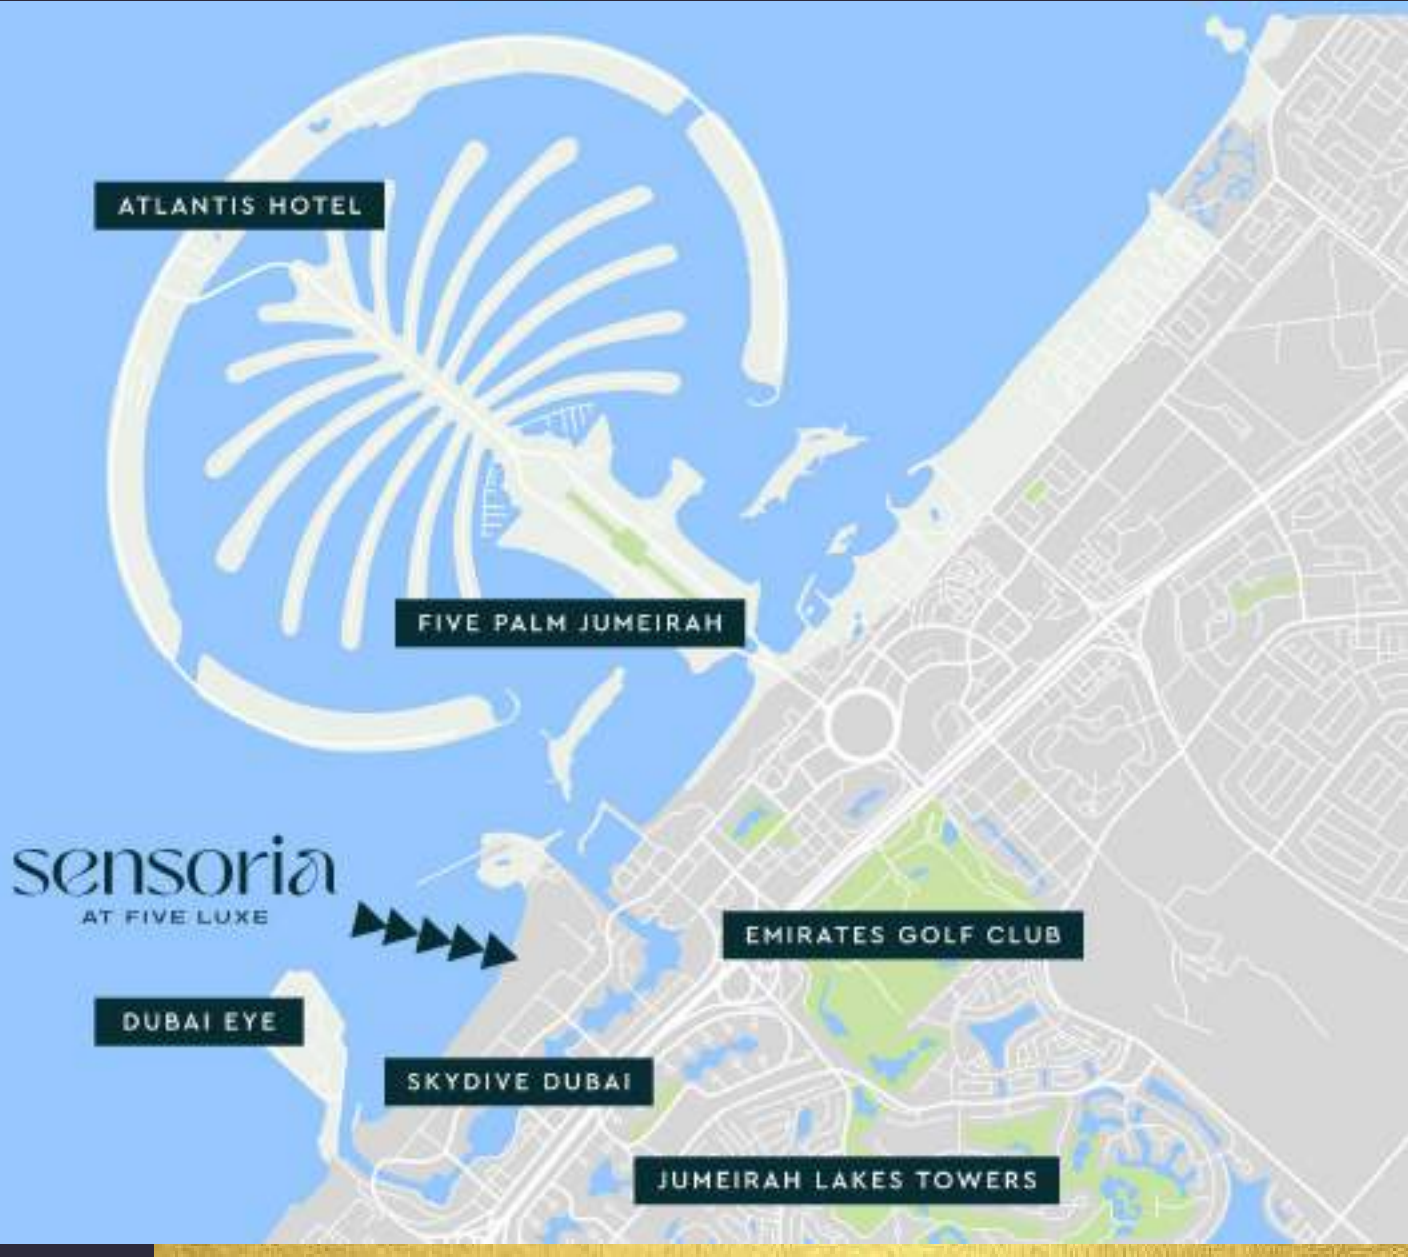 ATLANTIS HOTEL
FIVE PALM JUMEIRAH
sensoria
AT FIVE LUXE
EMIRATES GOLF CLUB
DUBAI EYE
SKYDIVE DUBAI
JUMEIRAH LAKES TOWERS